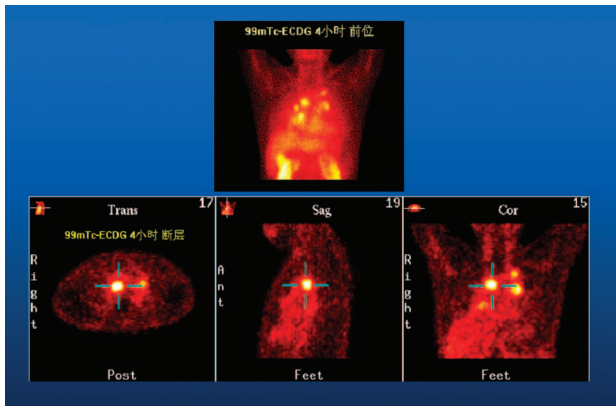 99mTc-ECDG 4小时 前位
Trans
17
99mTc-ECDG 4小时 断层
Right
Post
Sag
19
Ant
Feet
Cor
15
Right
Feet